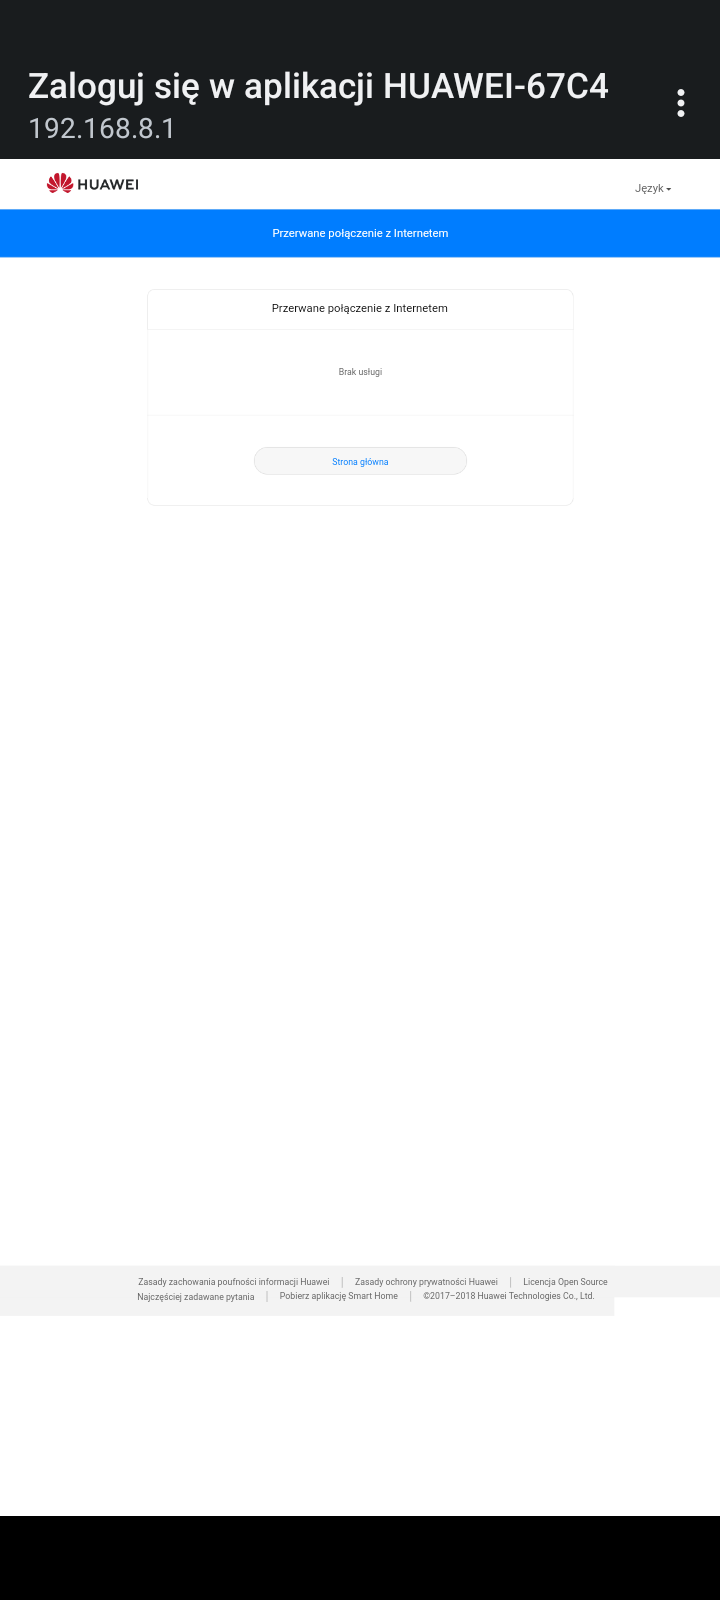 Zaloguj się w aplikacji HUAWEI-67C4
192.168.8.1
HUAWEI
Język
Przerwane połączenie z Internetem
Przerwane połączenie z Internetem
Brak usługi
Strona główna
Zasady zachowania poufności informacji Huawei | Zasady ochrony prywatności Huawei | Licencja Open Source
Najczęściej zadawane pytania | Pobierz aplikację Smart Home | ©2017–2018 Huawei Technologies Co., Ltd.